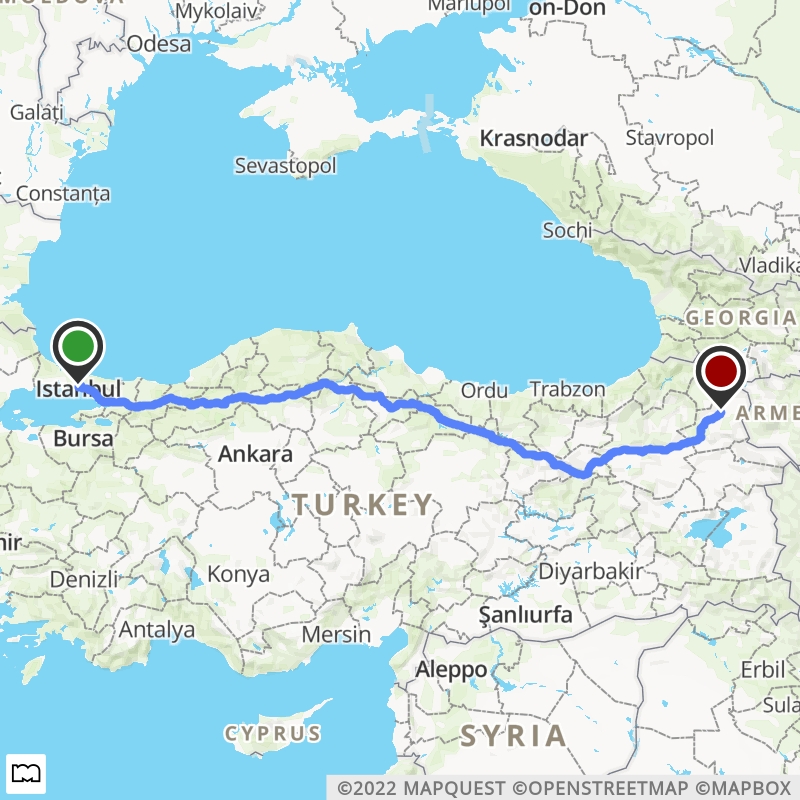 MOLDOVA
Mykolaiv
Mariupol
on-Don
Odesa
Galați
Krasnodar
Stavropol
Sevastopol
Constanța
Sochi
Vladika
GEORGIA
Istanbul
Ordu
Trabzon
ARME
Bursa
Ankara
TURKEY
nir
Denizli
Konya
Diyarbakir
Şanlıurfa
Antalya
Mersin
Aleppo
Erbil
Sula
CYPRUS
SYRIA
©2022 MAPQUEST ©OPENSTREETMAP ©MAPBOX